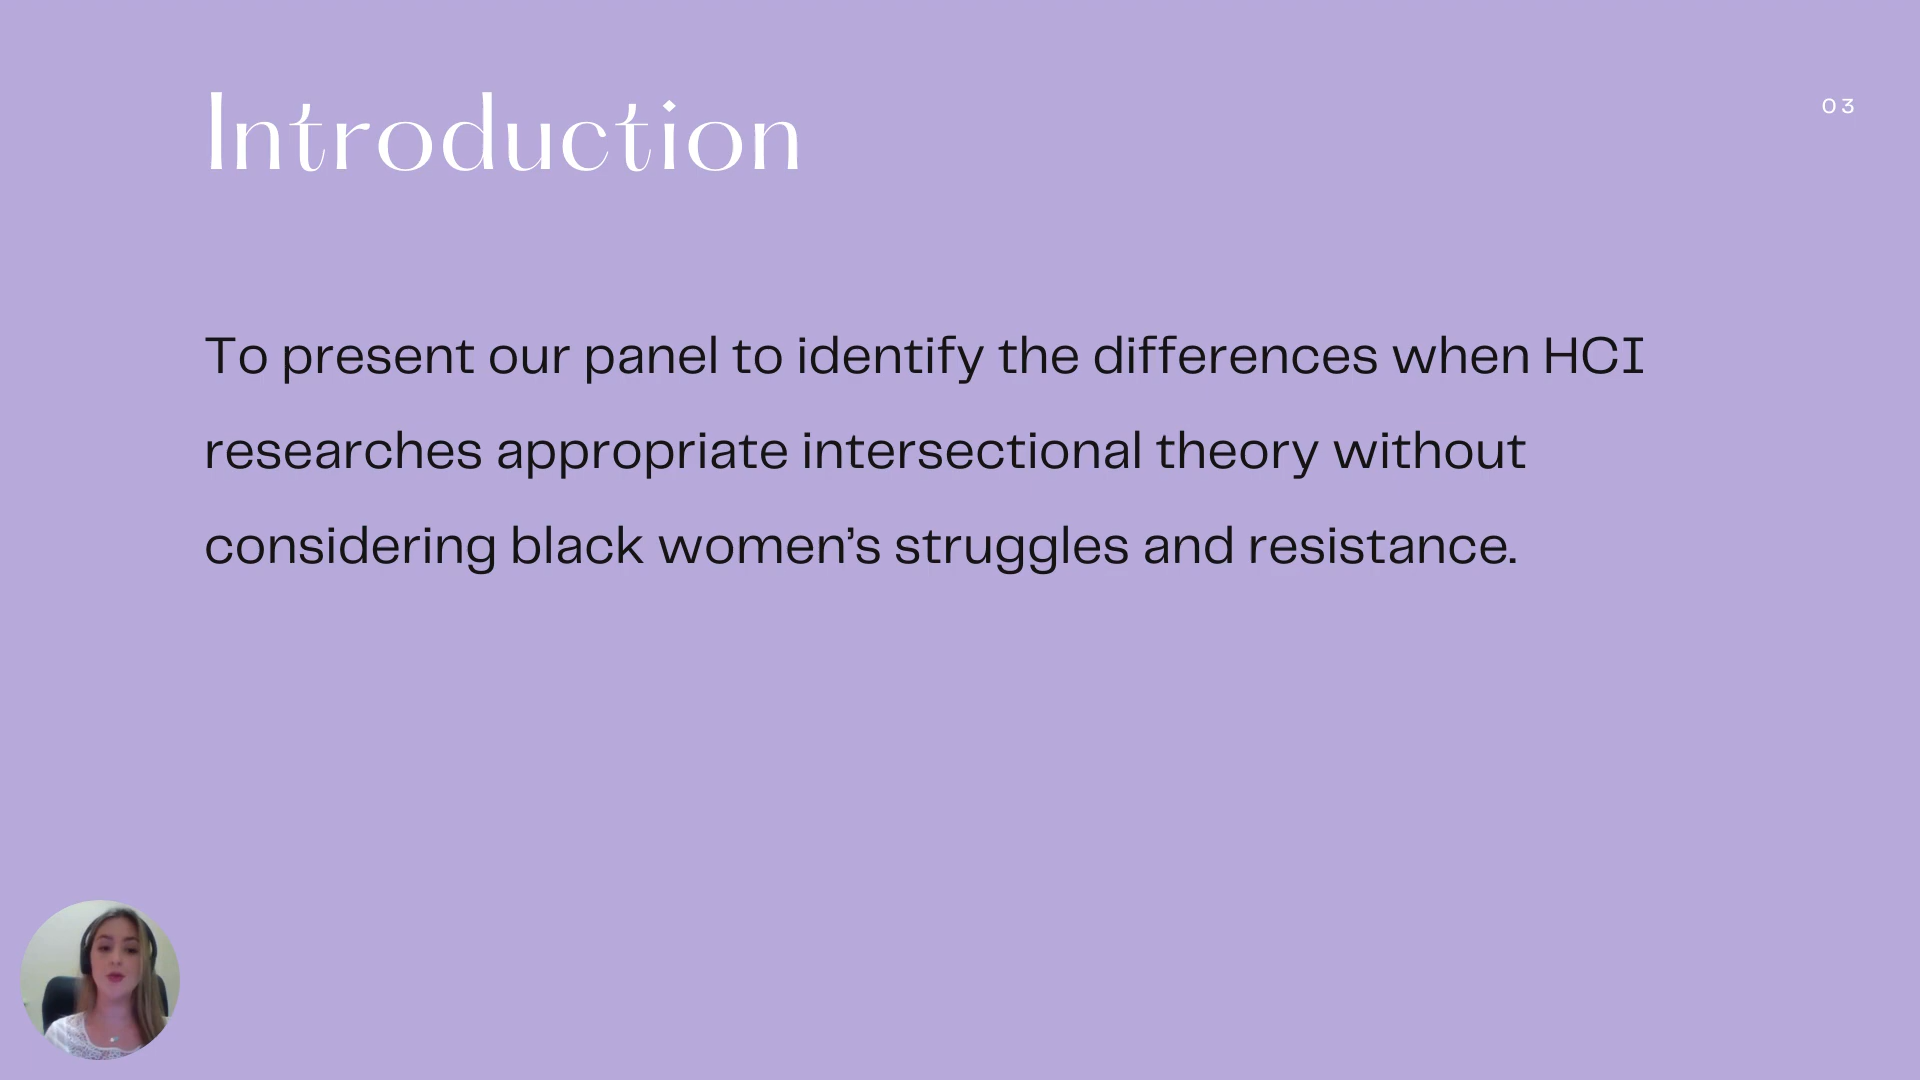 Introduction
03
To present our panel to identify the differences when HCI
researches appropriate intersectional theory without
considering black women’s struggles and resistance.